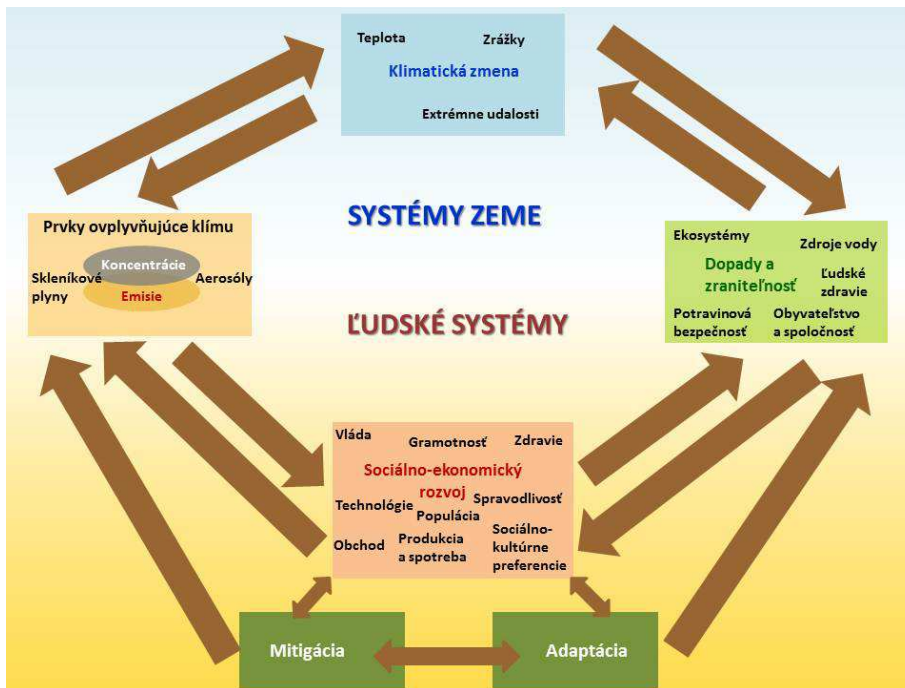 Teplota
Zrážky
Klimatická zmena
Extrémne udalosti
SYSTÉMY ZEME
Prvky ovplyvňujúce klímu
Koncentrácie
Skleníkové
plyny
Aerosóly
Emisie
Ekosystémy
Zdroje vody
Dopady a
zraniteľnosť
Ľudské
zdravie
Potravinová
bezpečnosť
Obyvateľstvo
a spoločnosť
ĽUDSKÉ SYSTÉMY
Vláda
Gramotnosť
Zdravie
Sociálno-ekonomický
rozvoj
Technológie
Spravodlivosť
Populácia
Obchod
Produkcia
a spotreba
Sociálno-
kultúrne
preferencie
Mitigácia
Adaptácia